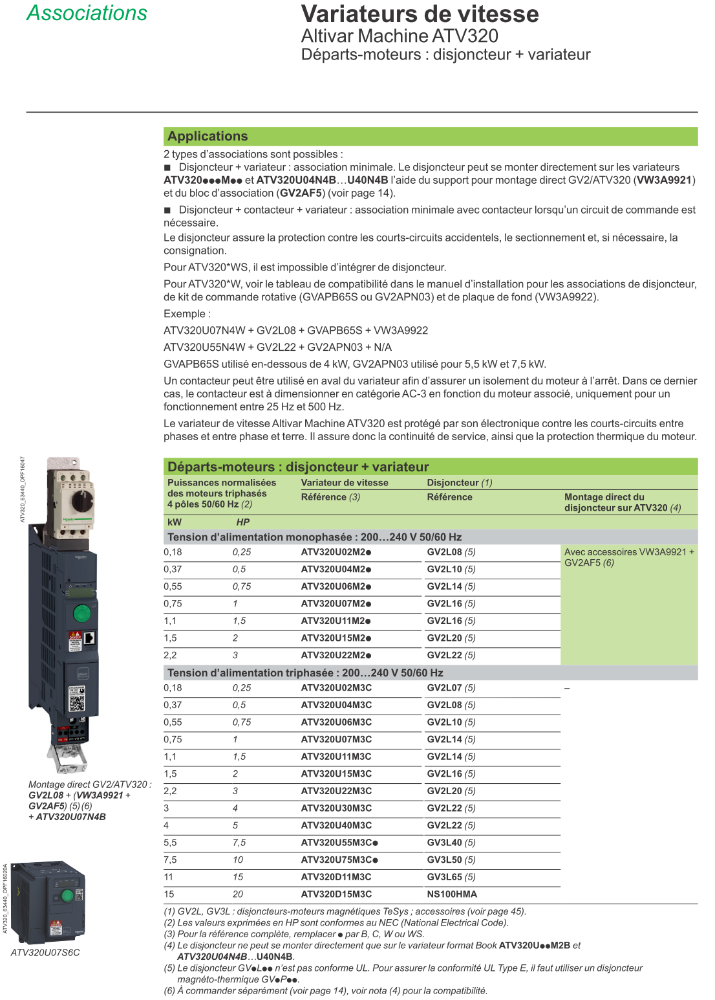 Associations
Variateurs de vitesse
Altivar Machine ATV320
Départs-moteurs : disjoncteur + variateur
Applications
2 types d’associations sont possibles :
■ Disjoncteur + variateur : association minimale. Le disjoncteur peut se monter directement sur les variateurs
ATV320●●●M●● et ATV320U04N4B…U40N4B l’aide du support pour montage direct GV2/ATV320 (VW3A9921)
et du bloc d’association (GV2AF5) (voir page 14).
■ Disjoncteur + contacteur + variateur : association minimale avec contacteur lorsqu’un circuit de commande est
nécessaire.
Le disjoncteur assure la protection contre les courts-circuits accidentels, le sectionnement et, si nécessaire, la
consignation.
Pour ATV320*WS, il est impossible d’intégrer de disjoncteur.
Pour ATV320*W, voir le tableau de compatibilité dans le manuel d’installation pour les associations de disjoncteur,
de kit de commande rotative (GVAPB65S ou GV2APN03) et de plaque de fond (VW3A9922).
Exemple :
ATV320U07N4W + GV2L08 + GVAPB65S + VW3A9922
ATV320U55N4W + GV2L22 + GV2APN03 + N/A
GVAPB65S utilisé en-dessous de 4 kW, GV2APN03 utilisé pour 5,5 kW et 7,5 kW.
Un contacteur peut être utilisé en aval du variateur afin d’assurer un isolement du moteur à l’arrêt. Dans ce dernier
cas, le contacteur est à dimensionner en catégorie AC-3 en fonction du moteur associé, uniquement pour un
fonctionnement entre 25 Hz et 500 Hz.
Le variateur de vitesse Altivar Machine ATV320 est protégé par son électronique contre les courts-circuits entre
phases et entre phase et terre. Il assure donc la continuité de service, ainsi que la protection thermique du moteur.
Départs-moteurs : disjoncteur + variateur
Puissances normalisées
des moteurs triphasés
4 pôles 50/60 Hz (2)
Variateur de vitesse
Disjoncteur (1)
Référence (3)
Référence
Montage direct du
disjoncteur sur ATV320 (4)
kW HP
Tension d’alimentation monophasée : 200…240 V 50/60 Hz
0,18 0,25 ATV320U02M2● GV2L08 (5) Avec accessoires VW3A9921 +
GV2AF5 (6)
0,37 0,5 ATV320U04M2● GV2L10 (5)
0,55 0,75 ATV320U06M2● GV2L14 (5)
0,75 1 ATV320U07M2● GV2L16 (5)
1,1 1,5 ATV320U11M2● GV2L16 (5)
1,5 2 ATV320U15M2● GV2L20 (5)
2,2 3 ATV320U22M2● GV2L22 (5)
Tension d’alimentation triphasée : 200…240 V 50/60 Hz
0,18 0,25 ATV320U02M3C GV2L07 (5) –
0,37 0,5 ATV320U04M3C GV2L08 (5)
0,55 0,75 ATV320U06M3C GV2L10 (5)
0,75 1 ATV320U07M3C GV2L14 (5)
1,1 1,5 ATV320U11M3C GV2L14 (5)
1,5 2 ATV320U15M3C GV2L16 (5)
2,2 3 ATV320U22M3C GV2L20 (5)
3 4 ATV320U30M3C GV2L22 (5)
4 5 ATV320U40M3C GV2L22 (5)
5,5 7,5 ATV320U55M3C● GV3L40 (5)
7,5 10 ATV320U75M3C● GV3L50 (5)
11 15 ATV320D11M3C GV3L65 (5)
15 20 ATV320D15M3C NS100HMA
(1) GV2L, GV3L : disjoncteurs-moteurs magnétiques TeSys ; accessoires (voir page 45).
(2) Les valeurs exprimées en HP sont conformes au NEC (National Electrical Code).
(3) Pour la référence complète, remplacer ● par B, C, W ou WS.
(4) Le disjoncteur ne peut se monter directement que sur le variateur format Book ATV320U●●M2B et
ATV320U04N4B…U40N4B.
(5) Le disjoncteur GV●L●● n’est pas conforme UL. Pour assurer la conformité UL Type E, il faut utiliser un disjoncteur
magnéto-thermique GV●P●●.
(6) À commander séparément (voir page 14), voir nota (4) pour la compatibilité.
ATV320_63440_OPF16047
DANGER
Montage direct GV2/ATV320 :
GV2L08 + (VW3A9921 +
GV2AF5) (5)(6)
+ ATV320U07N4B
ATV320_63440_OPF16020A
ATV320U07S6C